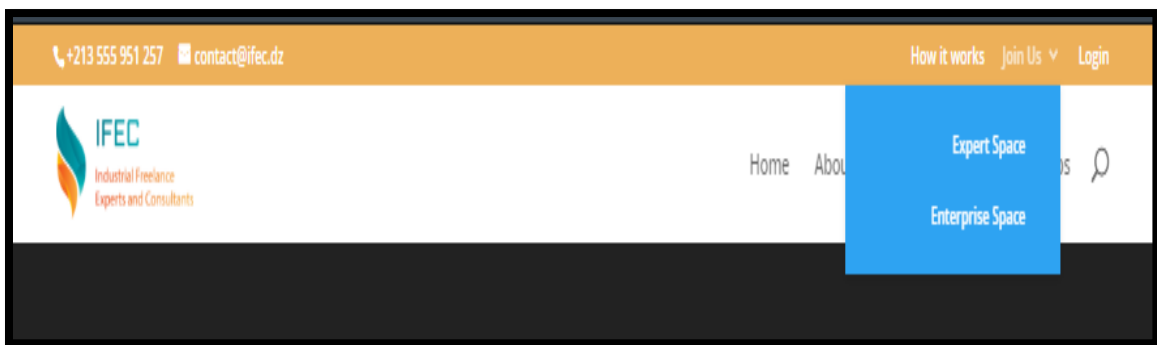 +213 555 951 257 contact@ifec.dz How it works Join Us Login
IFEC
Industrial Freelance
Experts and Consultants
Home
Expert Space
Enterprise Space